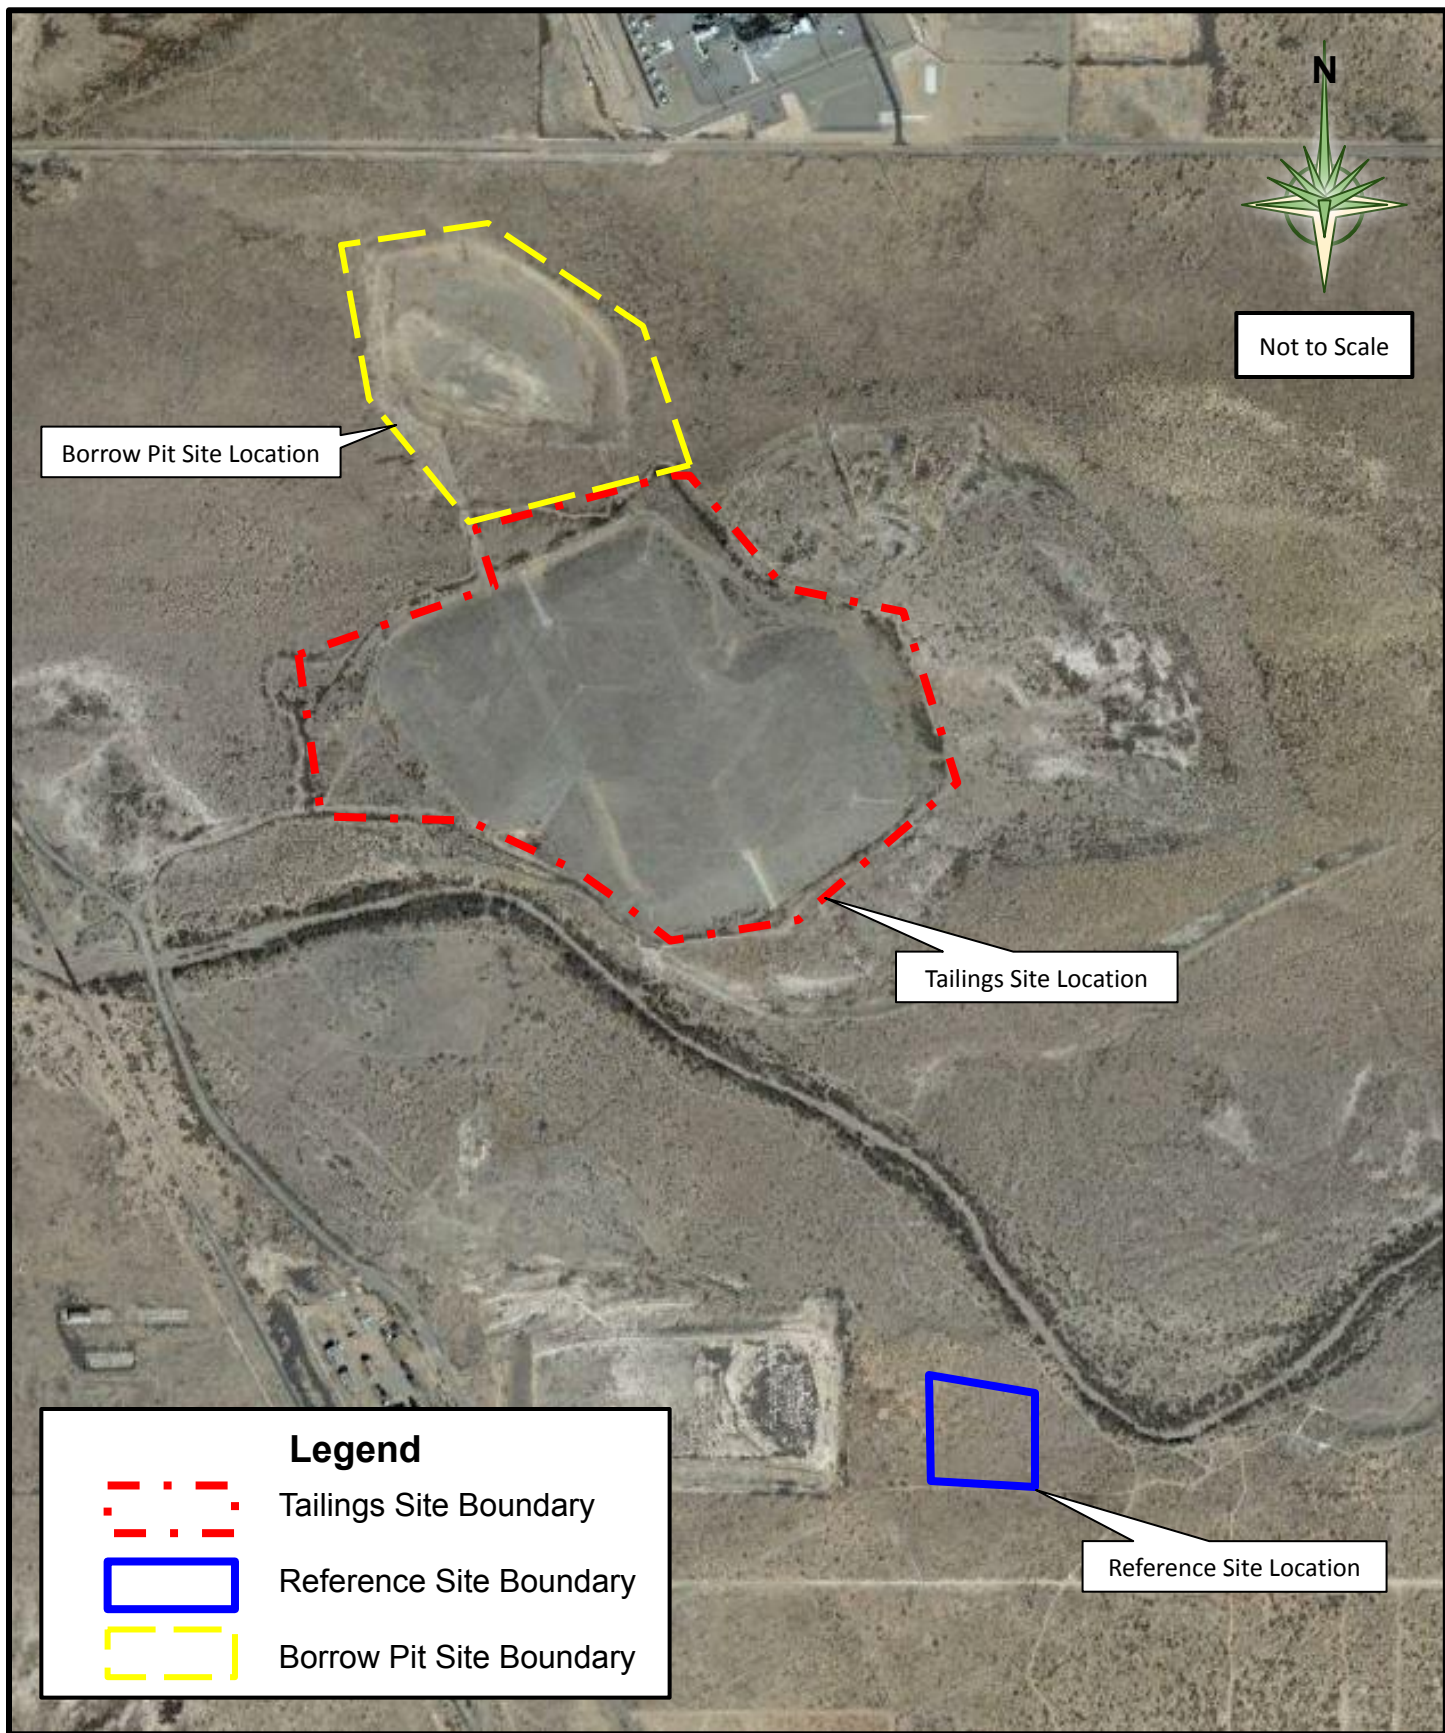 N
Not to Scale
Borrow Pit Site Location
Tailings Site Location
Reference Site Location
Legend
Tailings Site Boundary
Reference Site Boundary
Borrow Pit Site Boundary